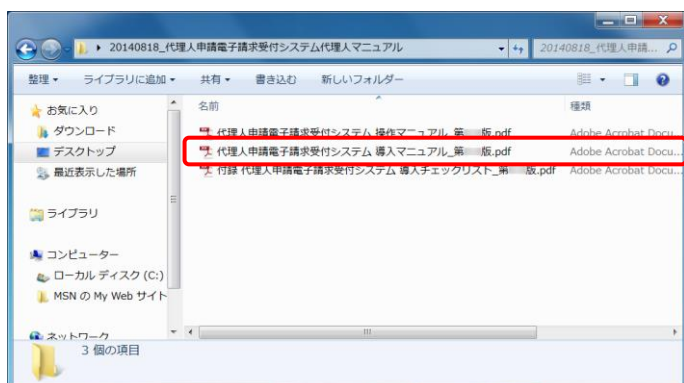 20140818_代理人申請電子請求受付システム代理人マニュアル
20140818_代理人申請...
整理 ライブラリに追加 共有 書き込む 新しいフォルダー
お気に入り
ダウンロード
デスクトップ
最近表示した場所
ライブラリ
コンピューター
ローカル ディスク (C:)
MSN の My Web サイト
ネットワーク
名前 種類
代理人申請電子請求受付システム 操作マニュアル_第 版.pdf Adobe Acrobat Docu...
代理人申請電子請求受付システム 導入マニュアル_第 版.pdf Adobe Acrobat Docu...
付録 代理人申請電子請求受付システム 導入チェックリスト_第 版.pdf Adobe Acrobat Docu...
3 個の項目